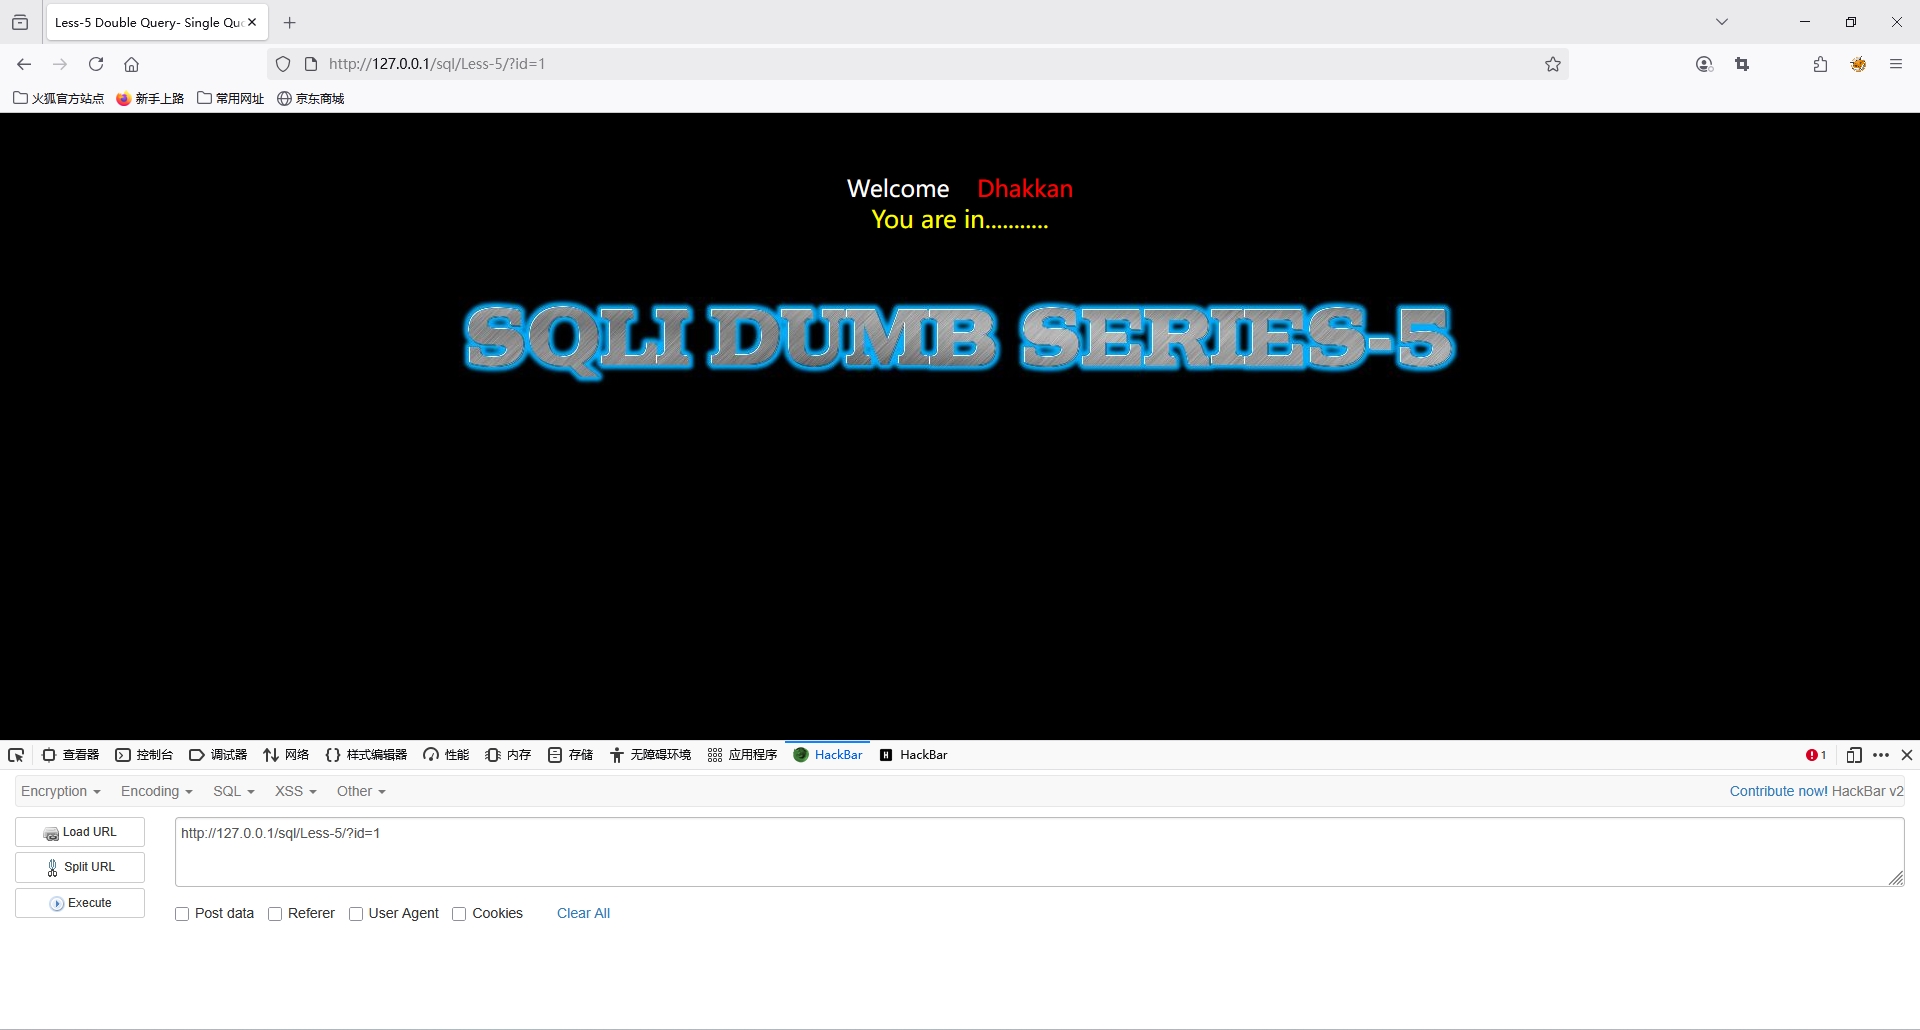 Less-5 Double Query- Single Qu
http://127.0.0.1/sql/Less-5/?id=1
火狐官方站点 新手上路 常用网址 京东商城
Welcome Dhakkan
You are in...........
SQLI DUMB SERIES-5
查看器 控制台 调试器 网络 样式编辑器 性能 内存 存储 无障碍环境 应用程序 HackBar HackBar 1
Encryption Encoding SQL XSS Other Contribute now! HackBar v2
Load URL
http://127.0.0.1/sql/Less-5/?id=1
Split URL
Execute
Post data Referer User Agent Cookies Clear All